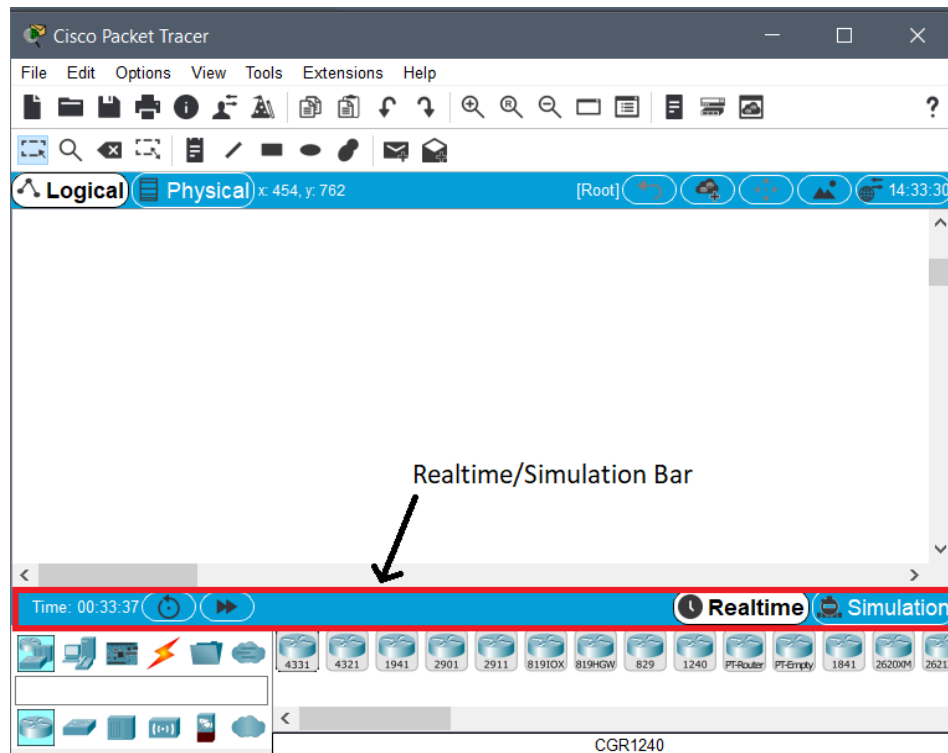 Cisco Packet Tracer
File Edit Options View Tools Extensions Help
?
Logical Physical x: 454, y: 762 [Root] 14:33:30
Realtime/Simulation Bar
Time: 00:33:37 Realtime Simulation
4331 4321 1941 2901 2911 819IOX 819HGW 829 1240 PT-Router PT-Empty 1841 2620XM 2621
CGR1240